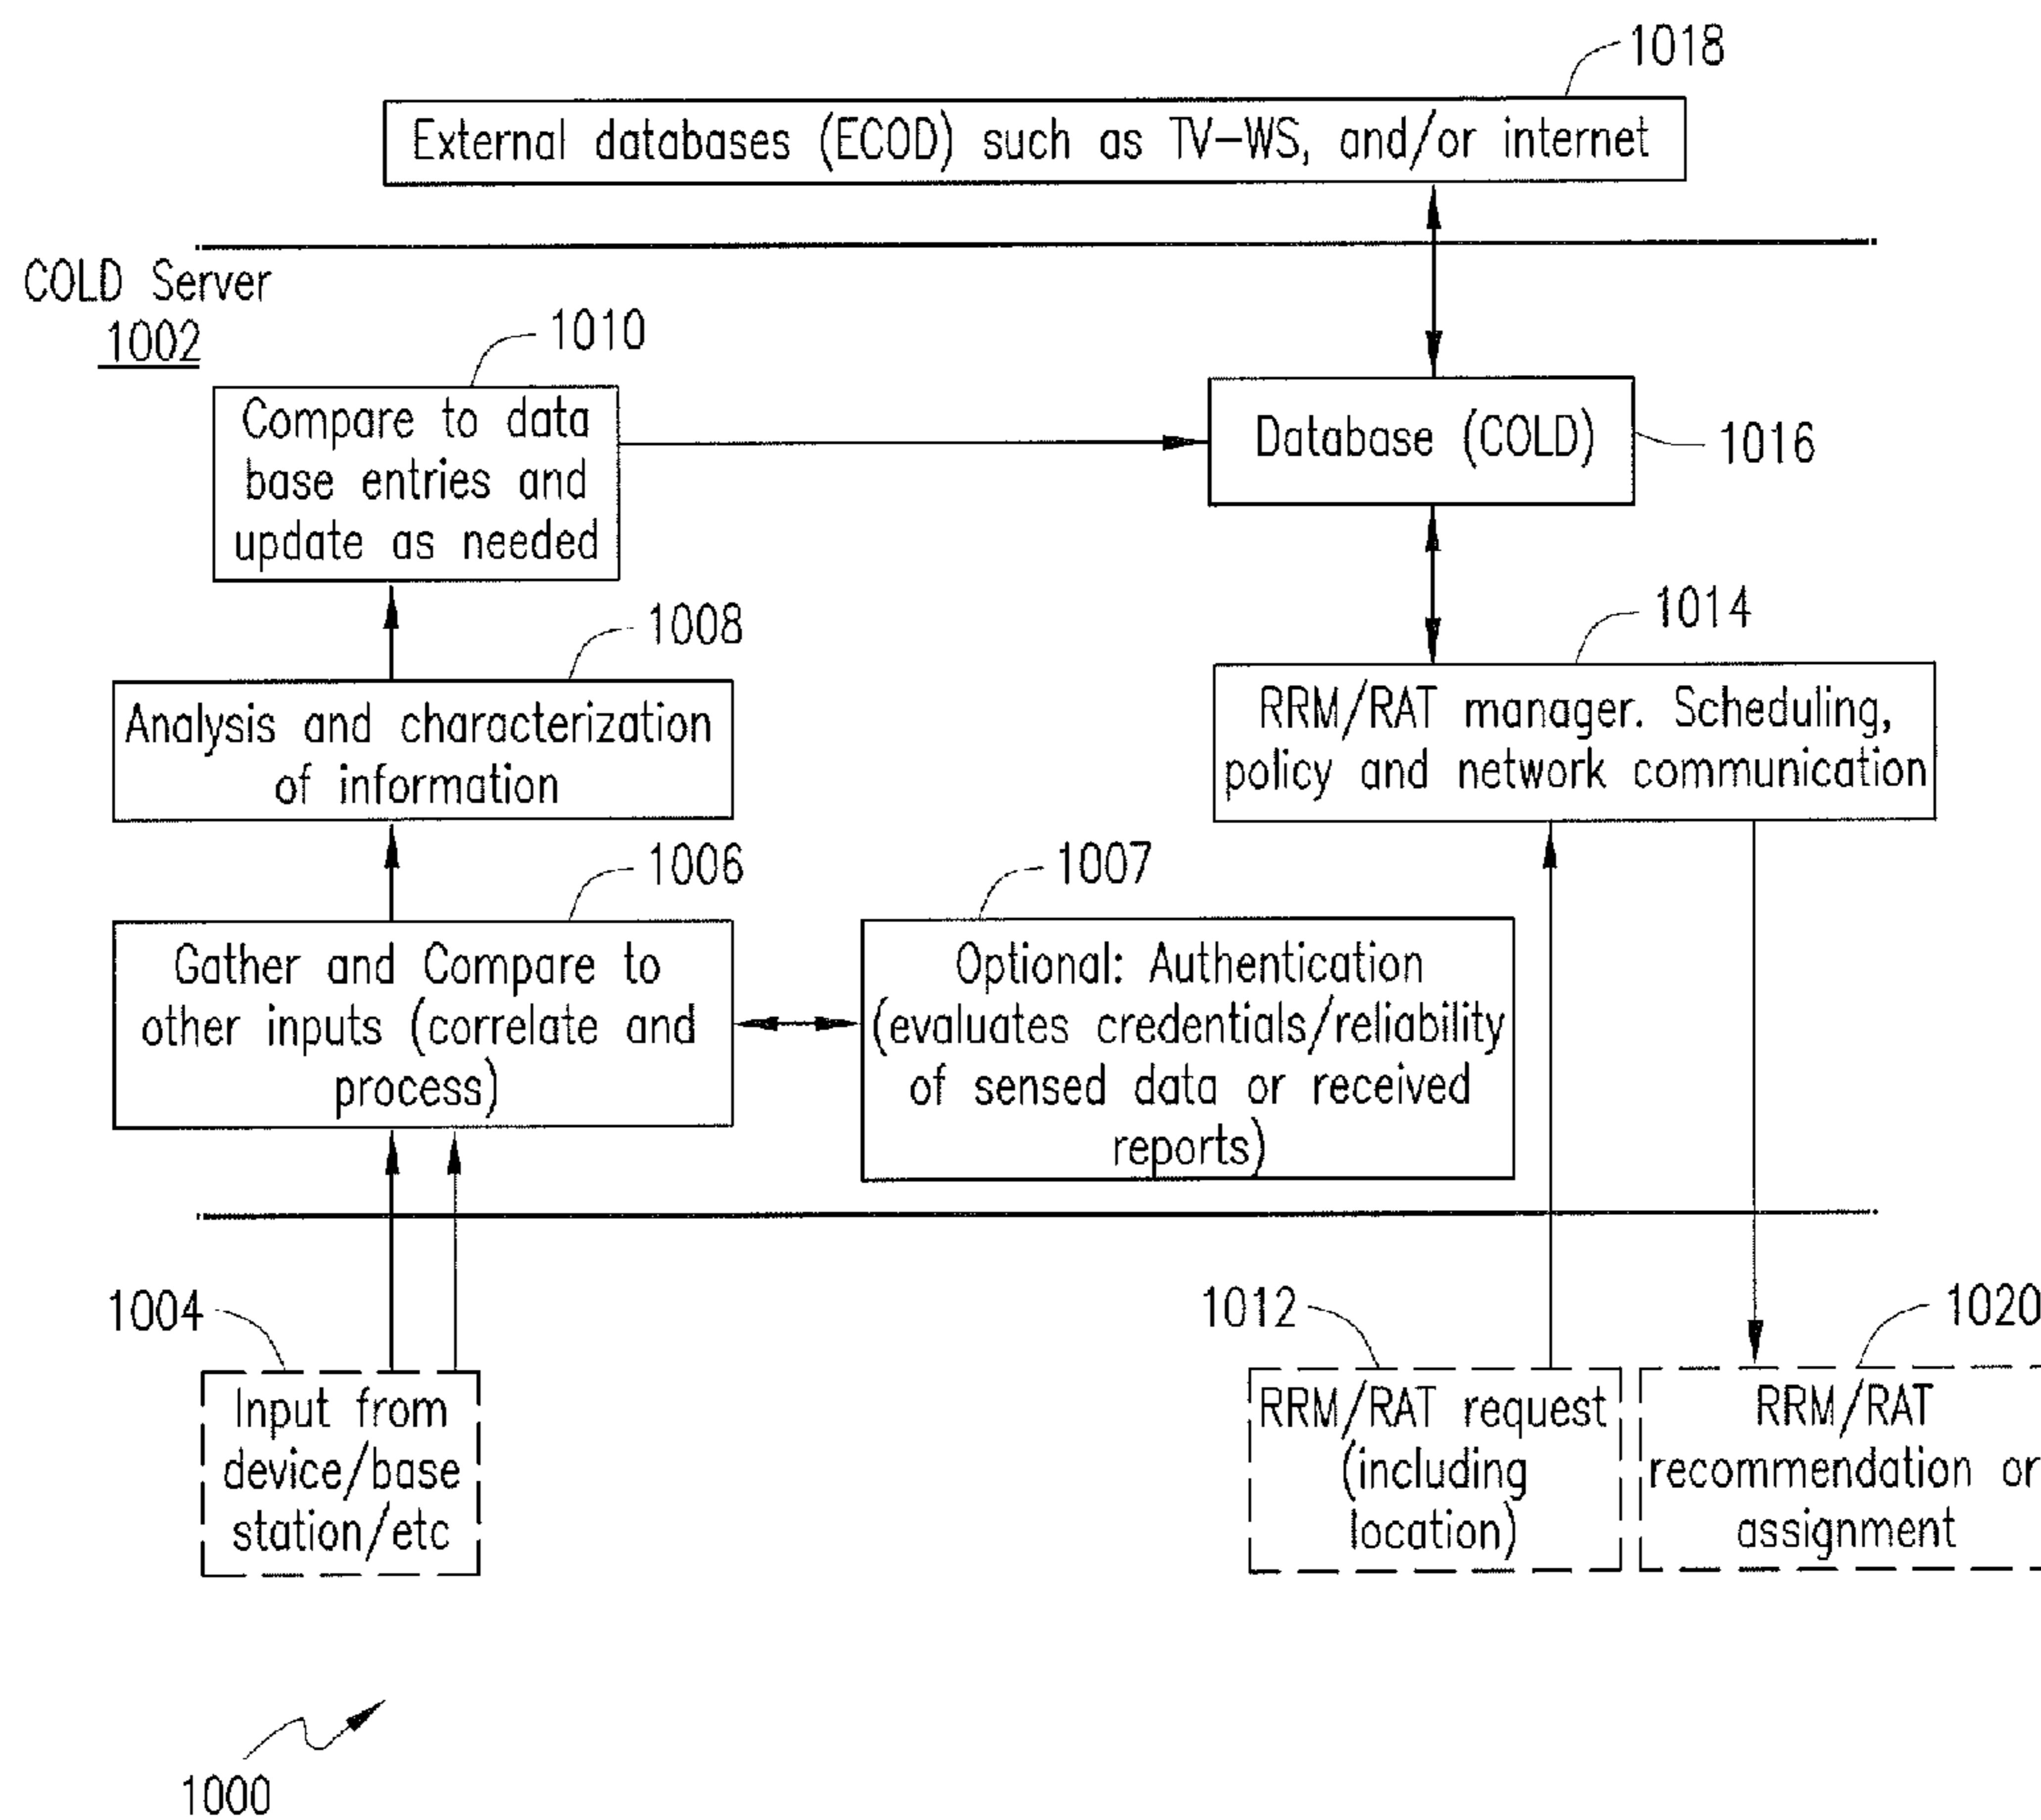 1018
External databases (ECOD) such as TV-WS, and/or internet
COLD Server
1002
1010
Compare to data
base entries and
update as needed
Database (COLD)
1016
1008
Analysis and characterization
of information
1014
RRM/RAT manager. Scheduling,
policy and network communication
1006
Gather and Compare to
other inputs (correlate and
process)
1007
Optional: Authentication
(evaluates credentials/reliability
of sensed data or received
reports)
1004
Input from
device/base
station/etc
1012
RRM/RAT request
(including
location)
1020
RRM/RAT
recommendation or
assignment
1000